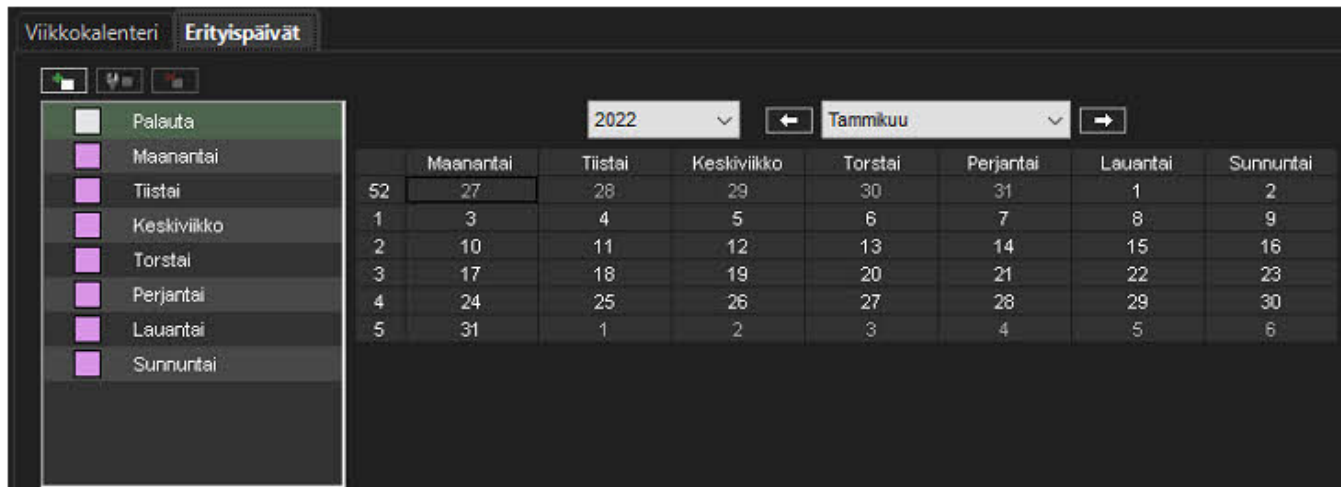 Viikkokalenteri Erityispäivät
Palauta
Maanantai
Tiistai
Keskiviikko
Torstai
Perjantai
Lauantai
Sunnuntai
2022 Tammikuu
Maanantai Tiistai Keskiviikko Torstai Perjantai Lauantai Sunnuntai
52 27 28 29 30 31 1 2
1 3 4 5 6 7 8 9
2 10 11 12 13 14 15 16
3 17 18 19 20 21 22 23
4 24 25 26 27 28 29 30
5 31 1 2 3 4 5 6